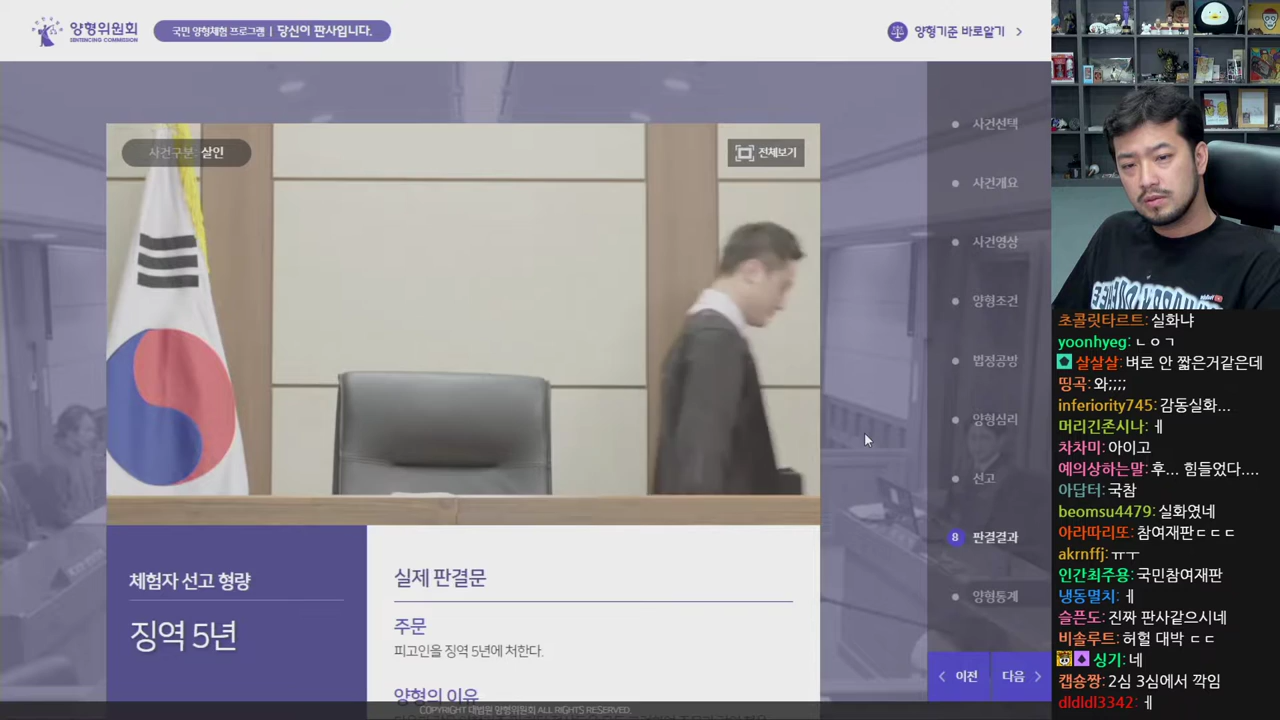 양형위원회
SENTENCING COMMISSION
국민 양형체험 프로그램 | 당신이 판사입니다.
양형기준 바로알기
사건구분: 살인
전체보기
사건선택
사건개요
사건영상
양형조건
법정공방
양형심리
선고
8 판결결과
양형통계
이전
다음
체험자 선고 형량
징역 5년
실제 판결문
주문
피고인을 징역 5년에 처한다.
양형의 이유
COPYRIGHT 대법원 양형위원회 ALL RIGHTS RESERVED.
초콜릿타르트: 실화냐
yoonhyeg: ㄴㅇㄱ
살살살: 벼로 안 짧은거같은데
띵곡: 와;;;;
inferiority745: 감동실화...
머리긴존시나: ㅔ
차차미: 아이고
예의상하는말: 후... 힘들었다....
아답터: 국참
beomsu4479: 실화였네
아라따리또: 참여재판ㄷㄷㄷ
akrnffj: ㅠㅜ
인간최주용: 국민참여재판
냉동멸치: ㅔ
슬픈도: 진짜 판사같으시네
비솔루트: 허헐 대박 ㄷㄷ
싱기: 네
캡숑짱: 2심 3심에서 깍임
dldldl3342: ㅔ